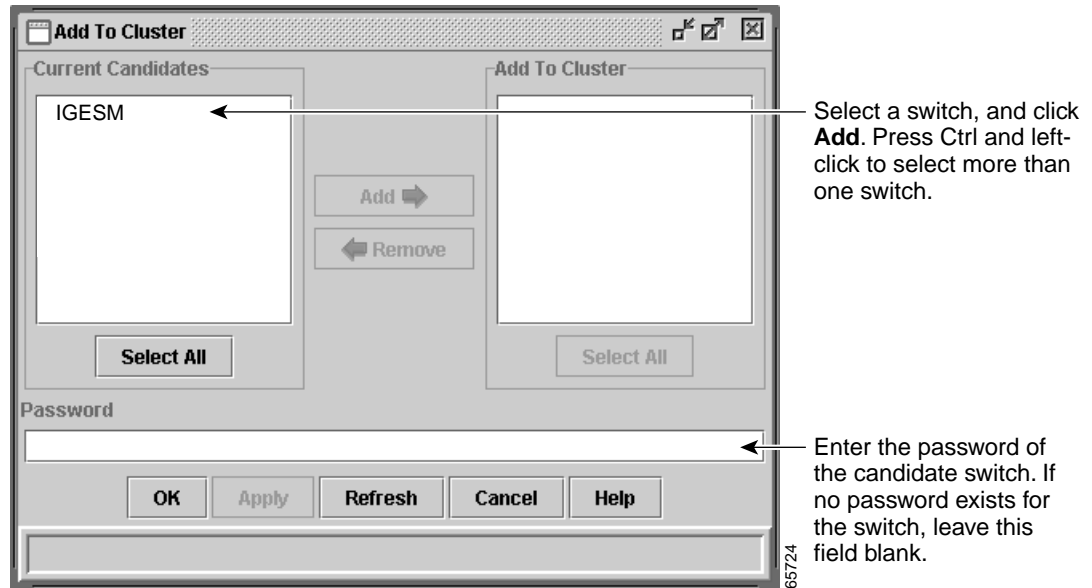 Add To Cluster
Current Candidates
Add To Cluster
IGESM
Add
Remove
Select All
Select All
Password
OK
Apply
Refresh
Cancel
Help
Select a switch, and click
Add. Press Ctrl and left-
click to select more than
one switch.
Enter the password of
the candidate switch. If
no password exists for
the switch, leave this
field blank.
65724